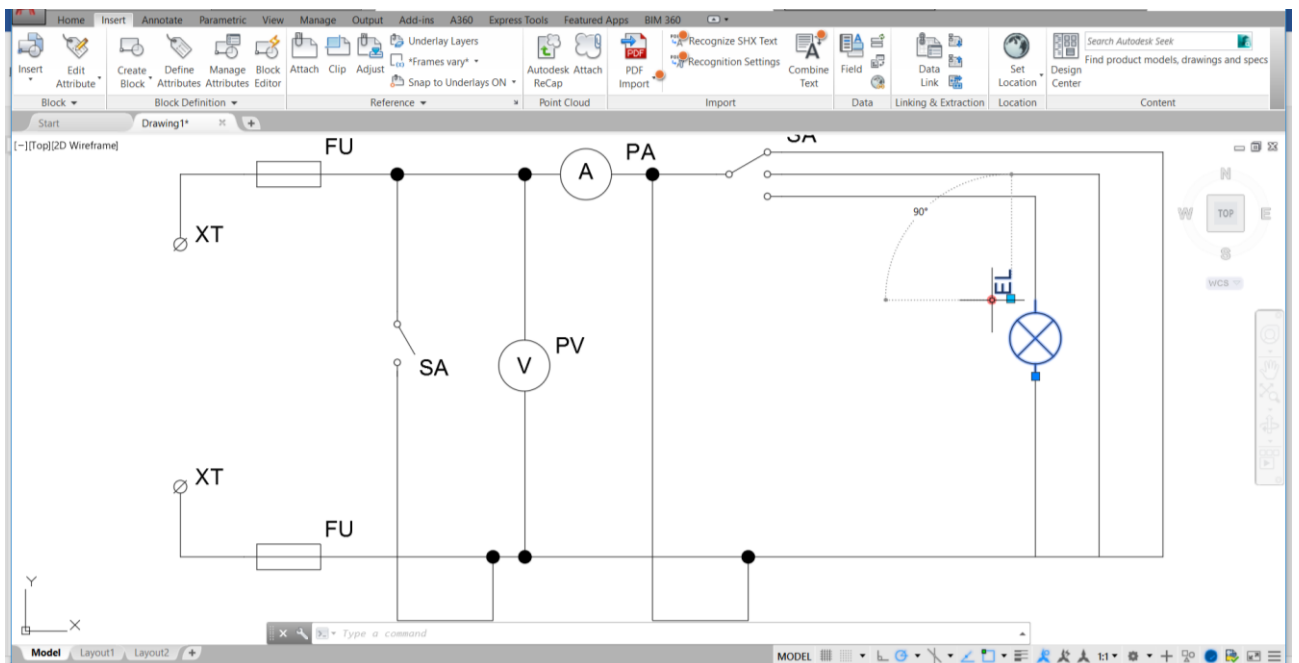 Home Insert Annotate Parametric View Manage Output Add-ins A360 Express Tools Featured Apps BIM 360
Insert
Edit Attribute
Create Block
Define Attributes
Manage Attributes
Block Editor
Attach
Clip
Adjust
Underlay Layers
*Frames vary*
Snap to Underlays ON
Autodesk ReCap
Attach
PDF
PDF Import
Recognize SHX Text
Recognition Settings
Combine Text
Field
Data Link
Set Location
Design Center
Search Autodesk Seek
Find product models, drawings and specs
Block
Block Definition
Reference
Point Cloud
Import
Data
Linking & Extraction
Location
Content
Start
Drawing1*
[−][Top][2D Wireframe]
FU
A
PA
SA
N
W
TOP
E
S
WCS
90°
XT
EL
SA
V
PV
XT
FU
Y
X
Type a command
Model Layout1 Layout2
MODEL
1:1